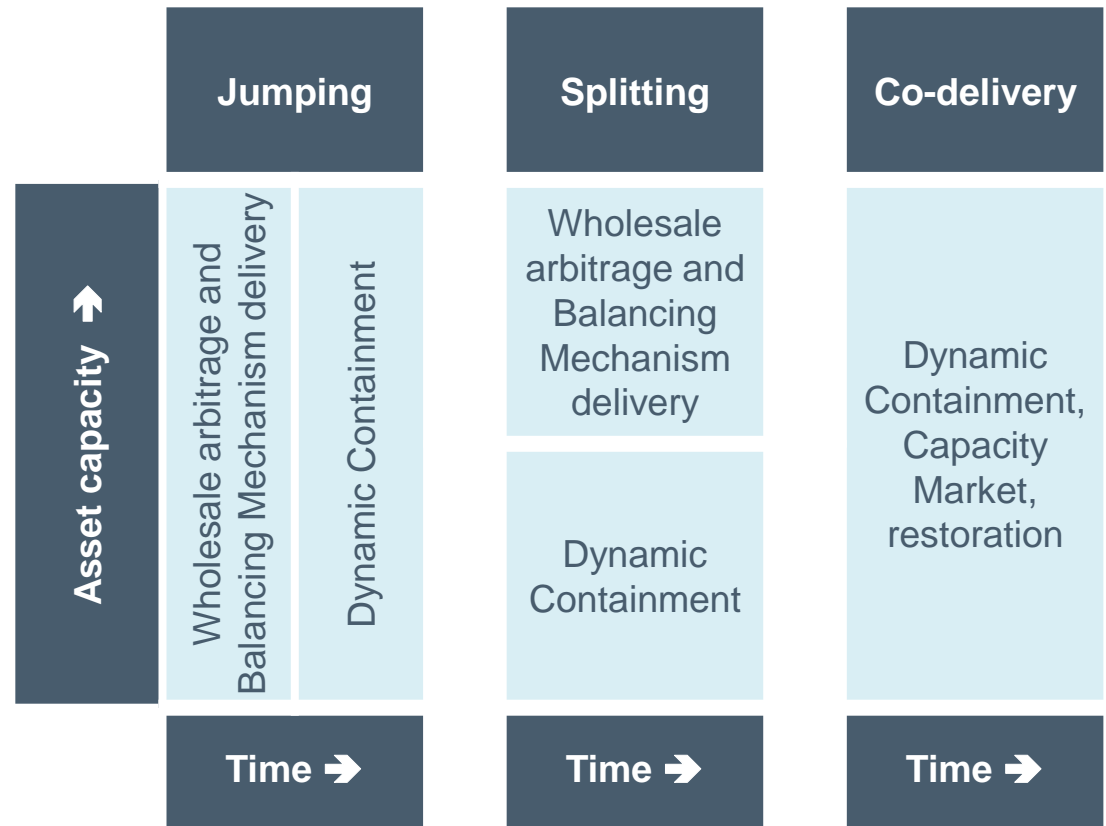 Jumping
Splitting
Co-delivery
Asset capacity ➔
Wholesale arbitrage and
Balancing Mechanism delivery
Dynamic Containment
Wholesale
arbitrage and
Balancing
Mechanism
delivery
Dynamic
Containment
Dynamic
Containment,
Capacity
Market,
restoration
Time ➔
Time ➔
Time ➔